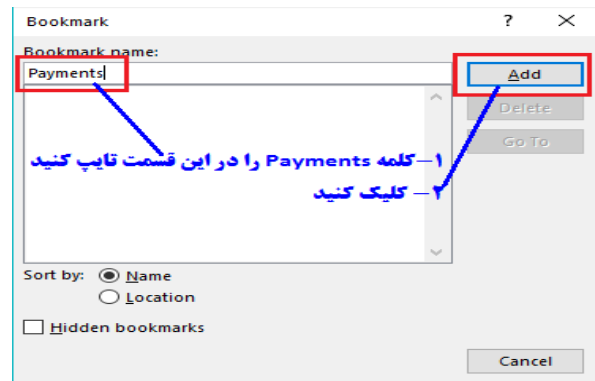 Bookmark ? ×
Bookmark name:
Payments
Add
Delete
Go To
۱– کلمه Payments را در این قسمت تایپ کنید
۲– کلیک کنید
Sort by: Name
Location
Hidden bookmarks
Cancel